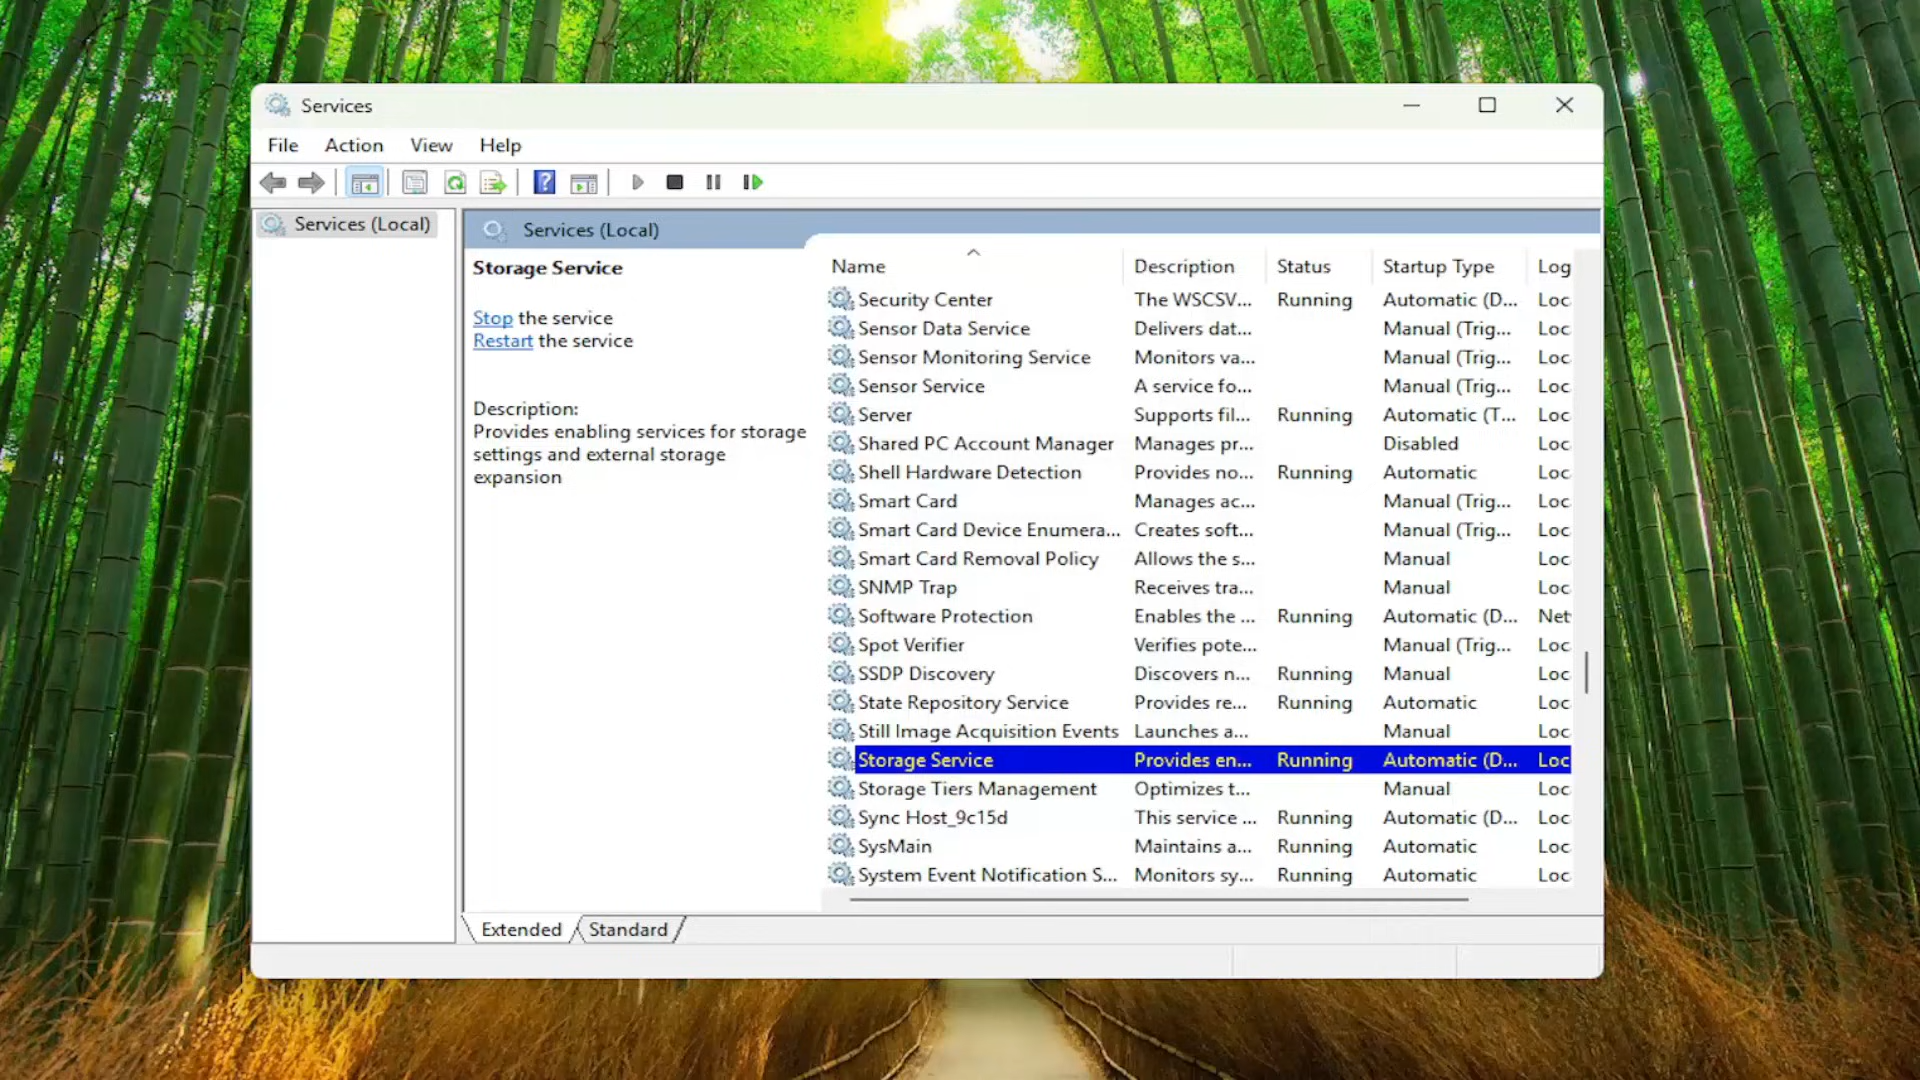 Services
File Action View Help
Services (Local)
Services (Local)
Storage Service
Stop the service
Restart the service
Description:
Provides enabling services for storage
settings and external storage
expansion
Name Description Status Startup Type Log
Security Center The WSCSV... Running Automatic (D... Loc
Sensor Data Service Delivers dat... Manual (Trig... Loc
Sensor Monitoring Service Monitors va... Manual (Trig... Loc
Sensor Service A service fo... Manual (Trig... Loc
Server Supports fil... Running Automatic (T... Loc
Shared PC Account Manager Manages pr... Disabled Loc
Shell Hardware Detection Provides no... Running Automatic Loc
Smart Card Manages ac... Manual (Trig... Loc
Smart Card Device Enumera... Creates soft... Manual (Trig... Loc
Smart Card Removal Policy Allows the s... Manual Loc
SNMP Trap Receives tra... Manual Loc
Software Protection Enables the ... Running Automatic (D... Net
Spot Verifier Verifies pote... Manual (Trig... Loc
SSDP Discovery Discovers n... Running Manual Loc
State Repository Service Provides re... Running Automatic Loc
Still Image Acquisition Events Launches a... Manual Loc
Storage Service Provides en... Running Automatic (D... Loc
Storage Tiers Management Optimizes t... Manual Loc
Sync Host_9c15d This service ... Running Automatic (D... Loc
SysMain Maintains a... Running Automatic Loc
System Event Notification S... Monitors sy... Running Automatic Loc
Extended Standard